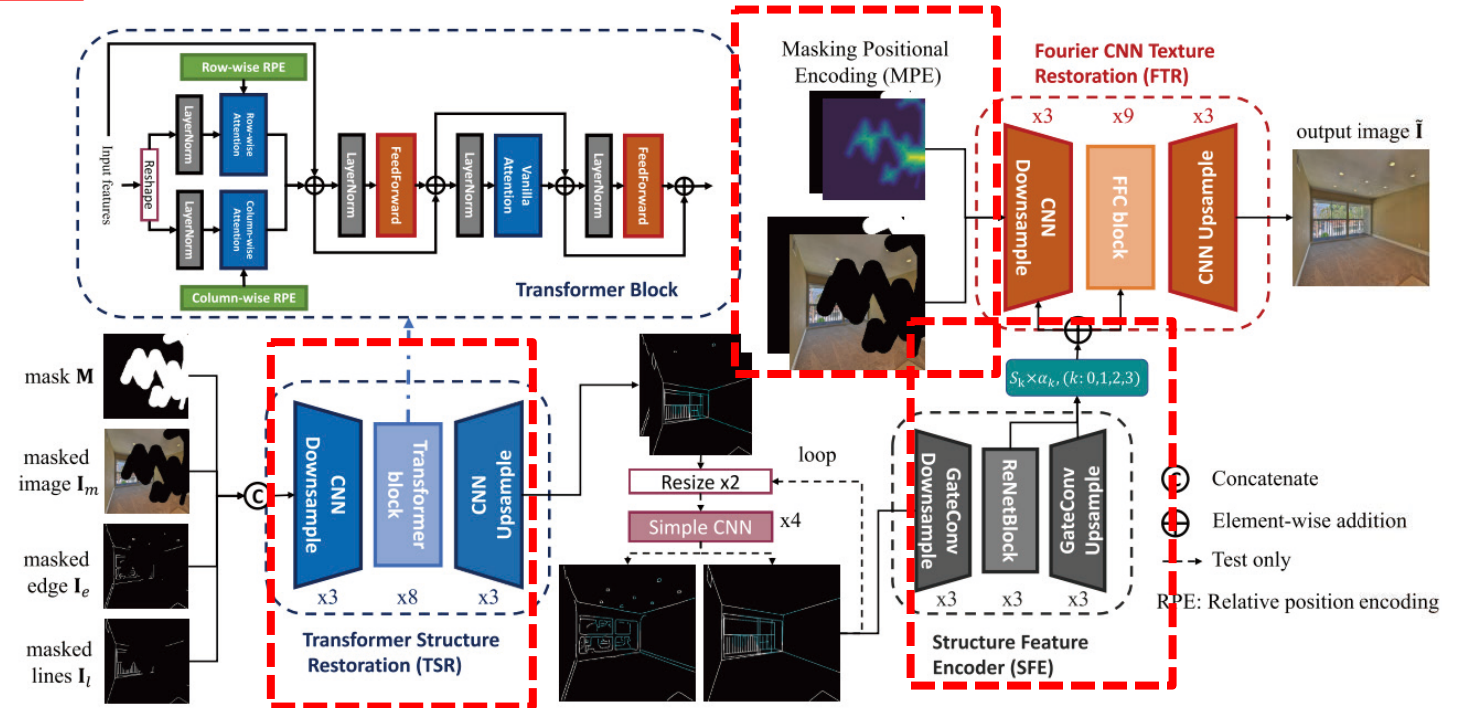 Row-wise RPE
Input features
Reshape
LayerNorm
Row-wise
Attention
LayerNorm
Column-wise
Attention
Column-wise RPE
LayerNorm
FeedForward
LayerNorm
Vanilla
Attention
LayerNorm
FeedForward
Transformer Block
Masking Positional
Encoding (MPE)
Fourier CNN Texture
Restoration (FTR)
x3
x9
x3
CNN
Downsample
FFC block
CNN Upsample
output image Ĩ
mask M
masked
image Iₘ
masked
edge Iₑ
masked
lines Iₗ
C
CNN
Downsample
Transformer
block
CNN
Upsample
x3
x8
x3
Transformer Structure
Restoration (TSR)
loop
Resize x2
Simple CNN
x4
Sₖ×αₖ, (k: 0,1,2,3)
GateConv
Downsample
ReNetBlock
GateConv
Upsample
x3
x3
x3
Structure Feature
Encoder (SFE)
C Concatenate
Element-wise addition
Test only
RPE: Relative position encoding